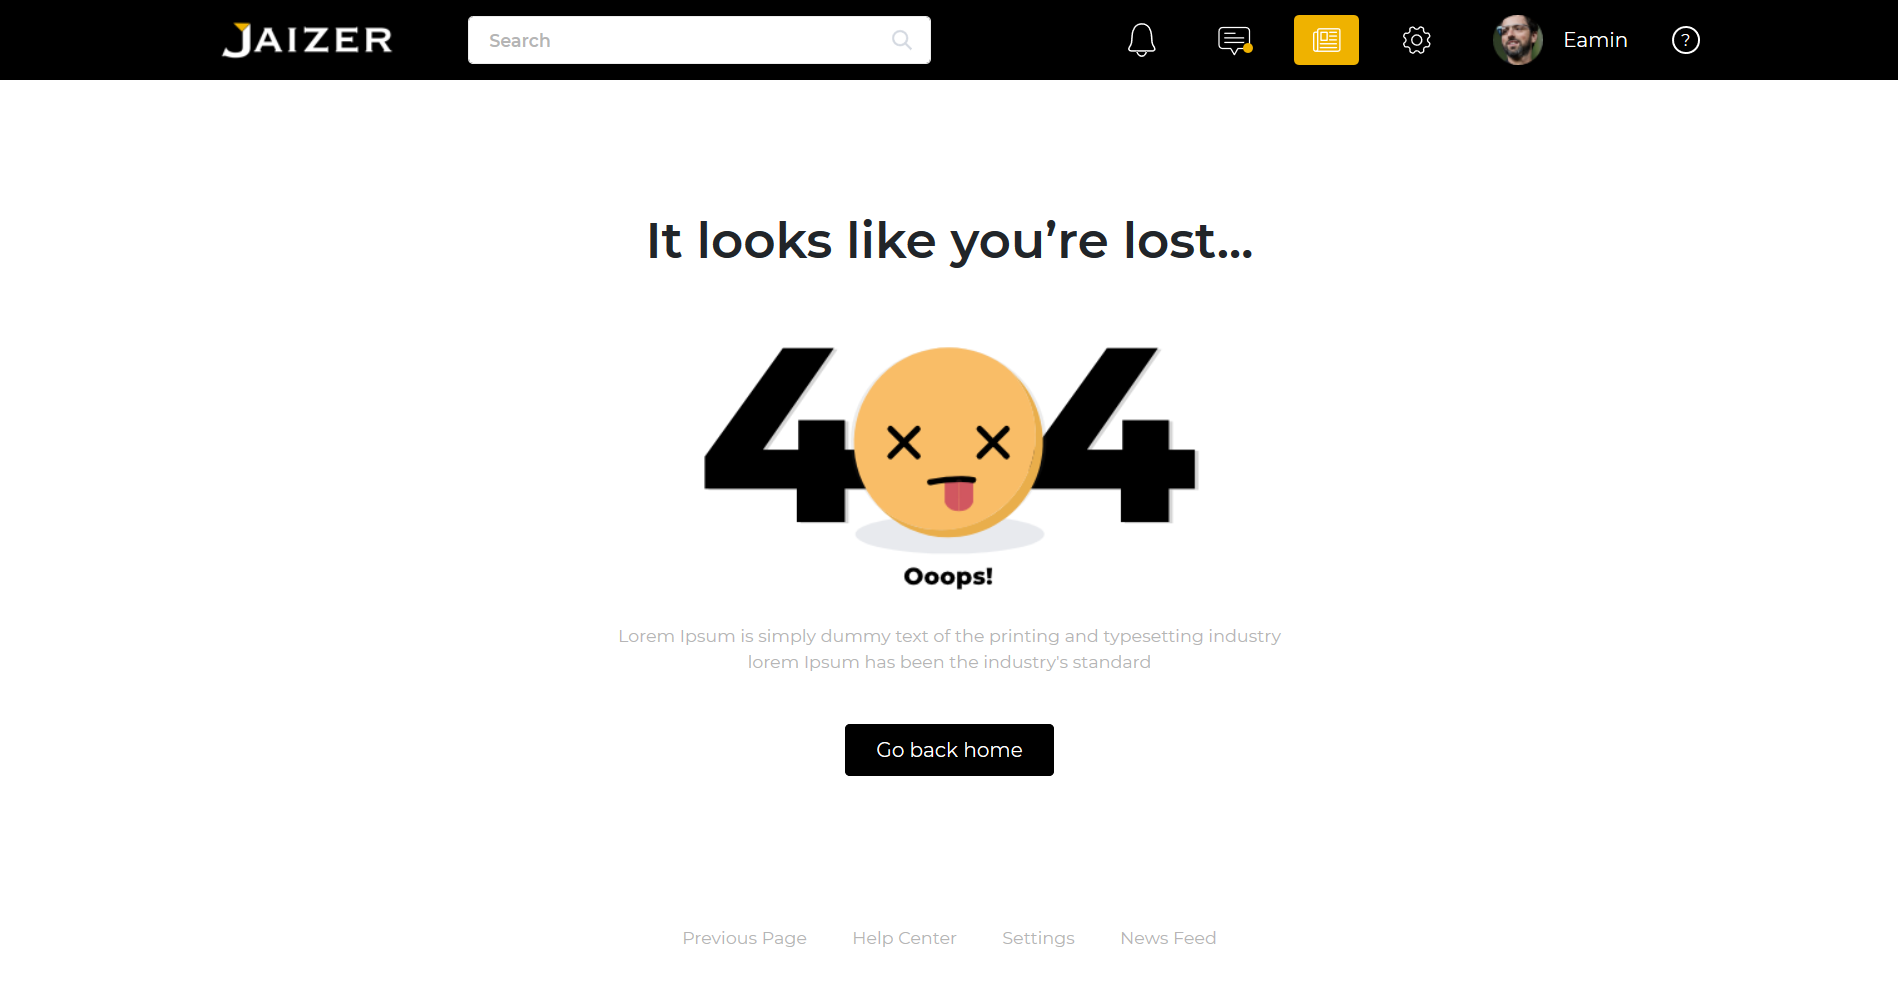 JAIZER
Search
Eamin
?
It looks like you’re lost...
404
Ooops!
Lorem Ipsum is simply dummy text of the printing and typesetting industry
lorem Ipsum has been the industry's standard
Go back home
Previous Page
Help Center
Settings
News Feed